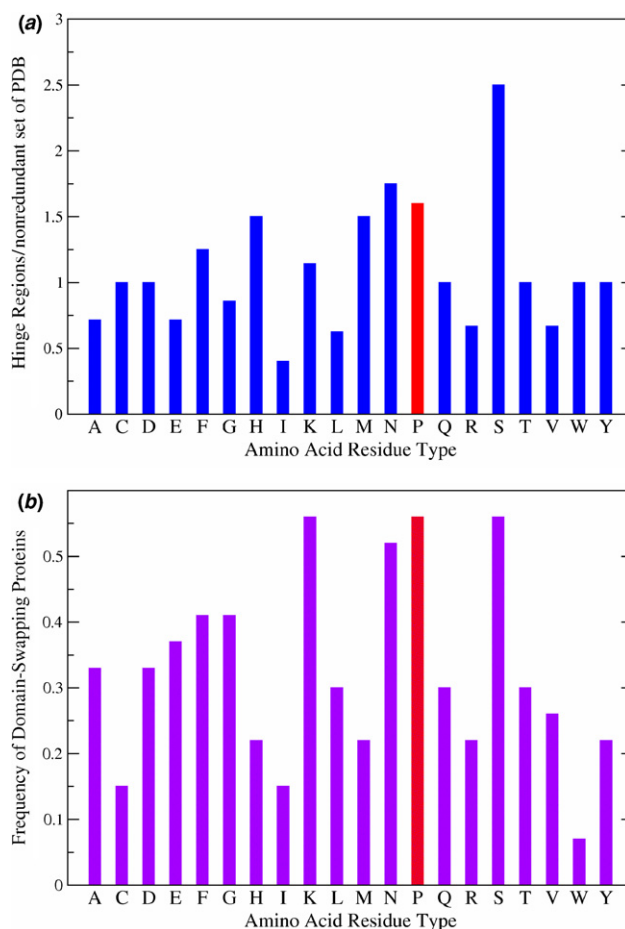 (a)
Hinge Regions/nonredundant set of PDB
3
2.5
2
1.5
1
0.5
0
A C D E F G H I K L M N P Q R S T V W Y
Amino Acid Residue Type
(b)
Frequency of Domain-Swapping Proteins
0.5
0.4
0.3
0.2
0.1
0
A C D E F G H I K L M N P Q R S T V W Y
Amino Acid Residue Type